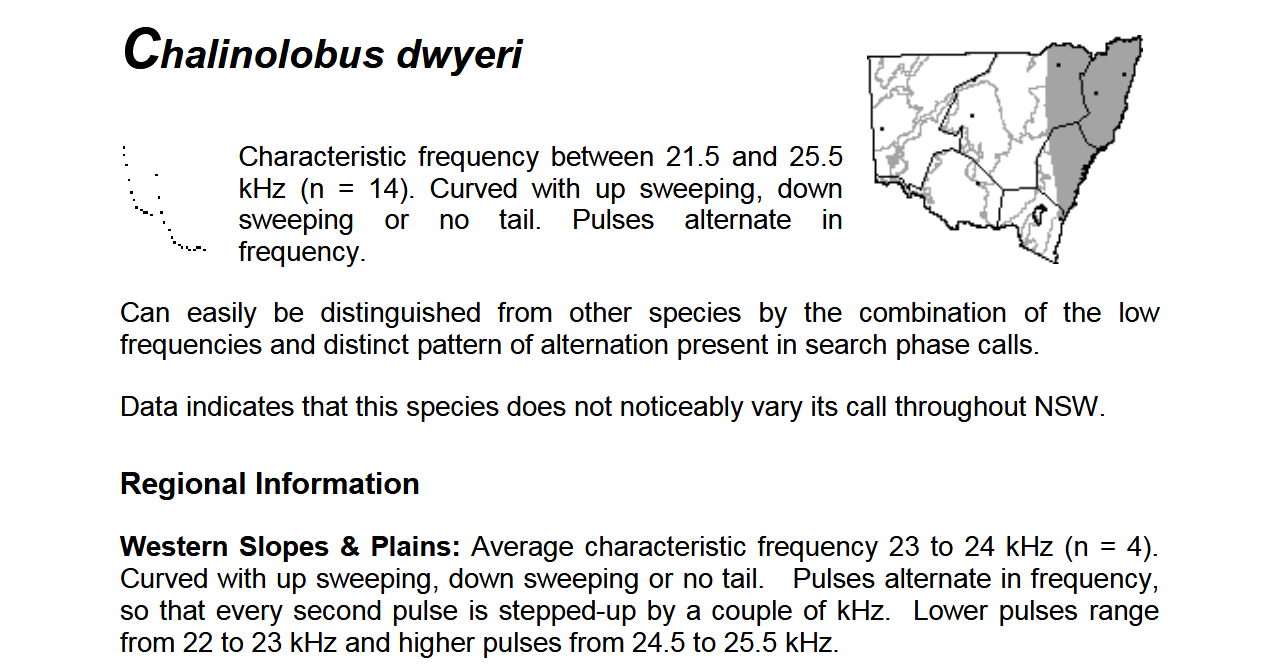 Chalinolobus dwyeri
Characteristic frequency between 21.5 and 25.5
kHz (n = 14). Curved with up sweeping, down
sweeping or no tail. Pulses alternate in
frequency.
Can easily be distinguished from other species by the combination of the low
frequencies and distinct pattern of alternation present in search phase calls.
Data indicates that this species does not noticeably vary its call throughout NSW.
Regional Information
Western Slopes & Plains: Average characteristic frequency 23 to 24 kHz (n = 4).
Curved with up sweeping, down sweeping or no tail. Pulses alternate in frequency,
so that every second pulse is stepped-up by a couple of kHz. Lower pulses range
from 22 to 23 kHz and higher pulses from 24.5 to 25.5 kHz.